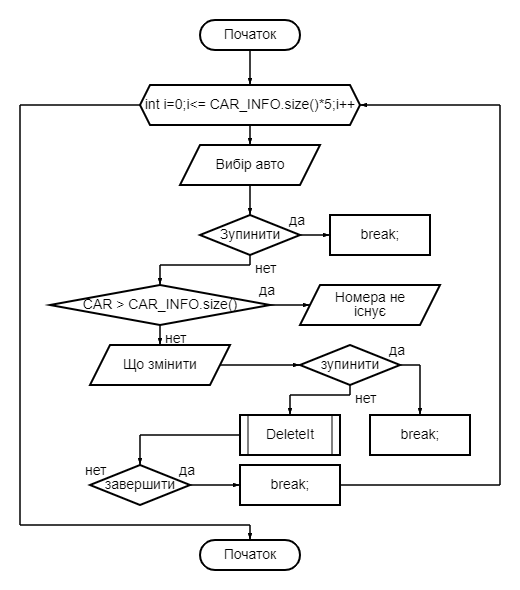 Початок
int i=0;i<= CAR_INFO.size()*5;i++
Вибір авто
да
Зупинити
break;
нет
да
CAR > CAR_INFO.size()
Номера не
існує
нет
да
Що змінити
зупинити
нет
DeleteIt
break;
нет
да
завершити
break;
Початок